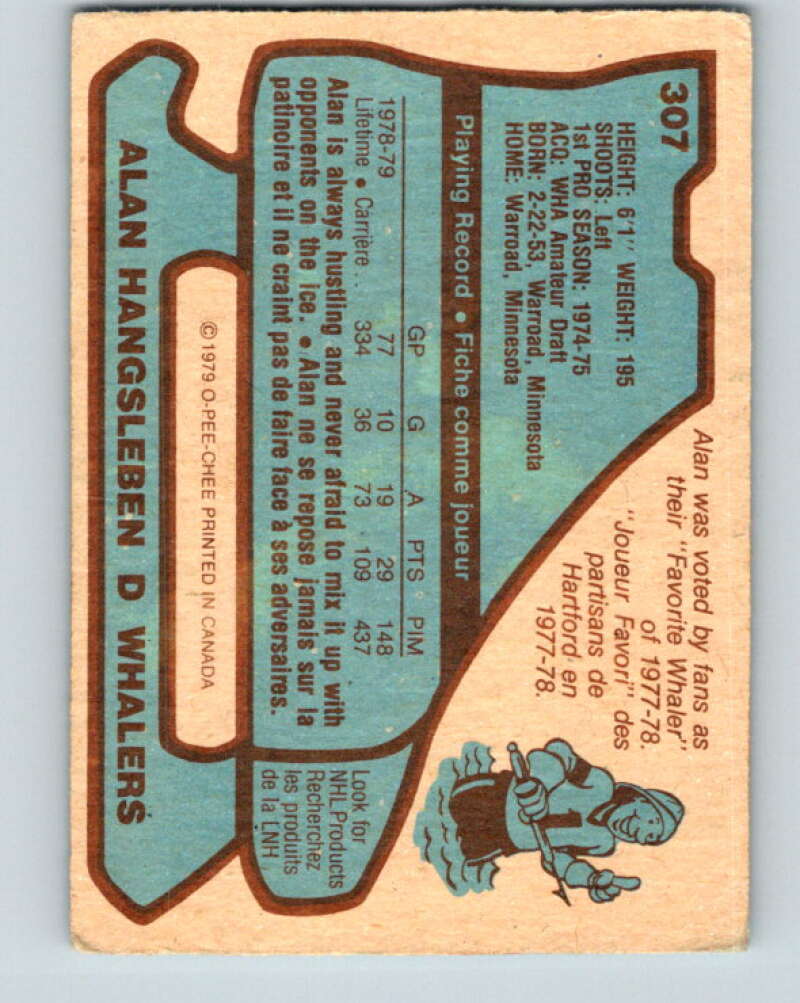 307
HEIGHT: 6'1" WEIGHT: 195
SHOOTS: Left
1st PRO SEASON: 1974-75
ACQ: WHA Amateur Draft
BORN: 2-22-53, Warroad, Minnesota
HOME: Warroad, Minnesota
Alan was voted by fans as
their "Favorite Whaler"
of 1977-78.
"Joueur Favori" des
partisans de
Hartford en
1977-78.
Playing Record • Fiche comme joueur
GP G A PTS PIM
1978-79 77 10 19 29 148
Lifetime • Carrière.. 334 36 73 109 437
Alan is always hustling and never afraid to mix it up with
opponents on the ice. • Alan ne se repose jamais sur la
patinoire et il ne craint pas de faire face à ses adversaires.
Look for
NHL Products
Recherchez
les produits
de la LNH
© 1979 O-PEE-CHEE PRINTED IN CANADA
ALAN HANGSLEBEN D WHALERS
1